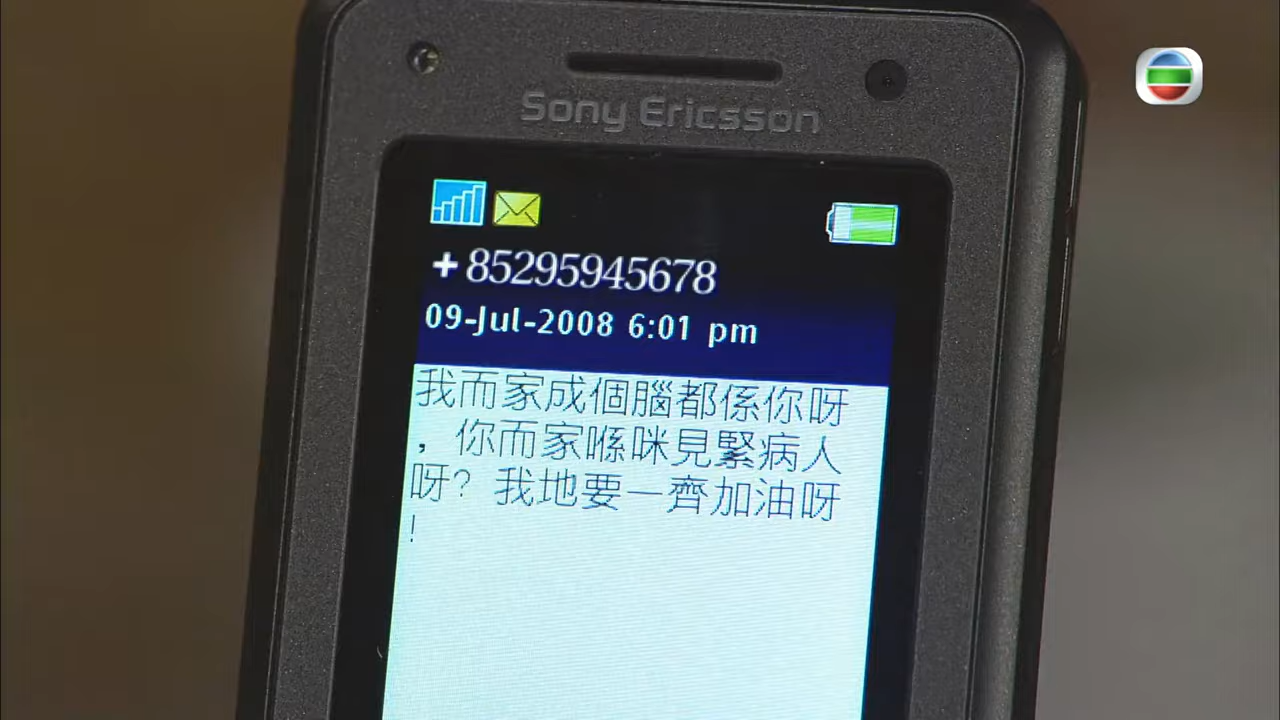 Sony Ericsson
+85295945678
09-Jul-2008 6:01 pm
我而家成個腦都係你呀
，你而家喺咪見緊病人
呀？我地要一齊加油呀
！